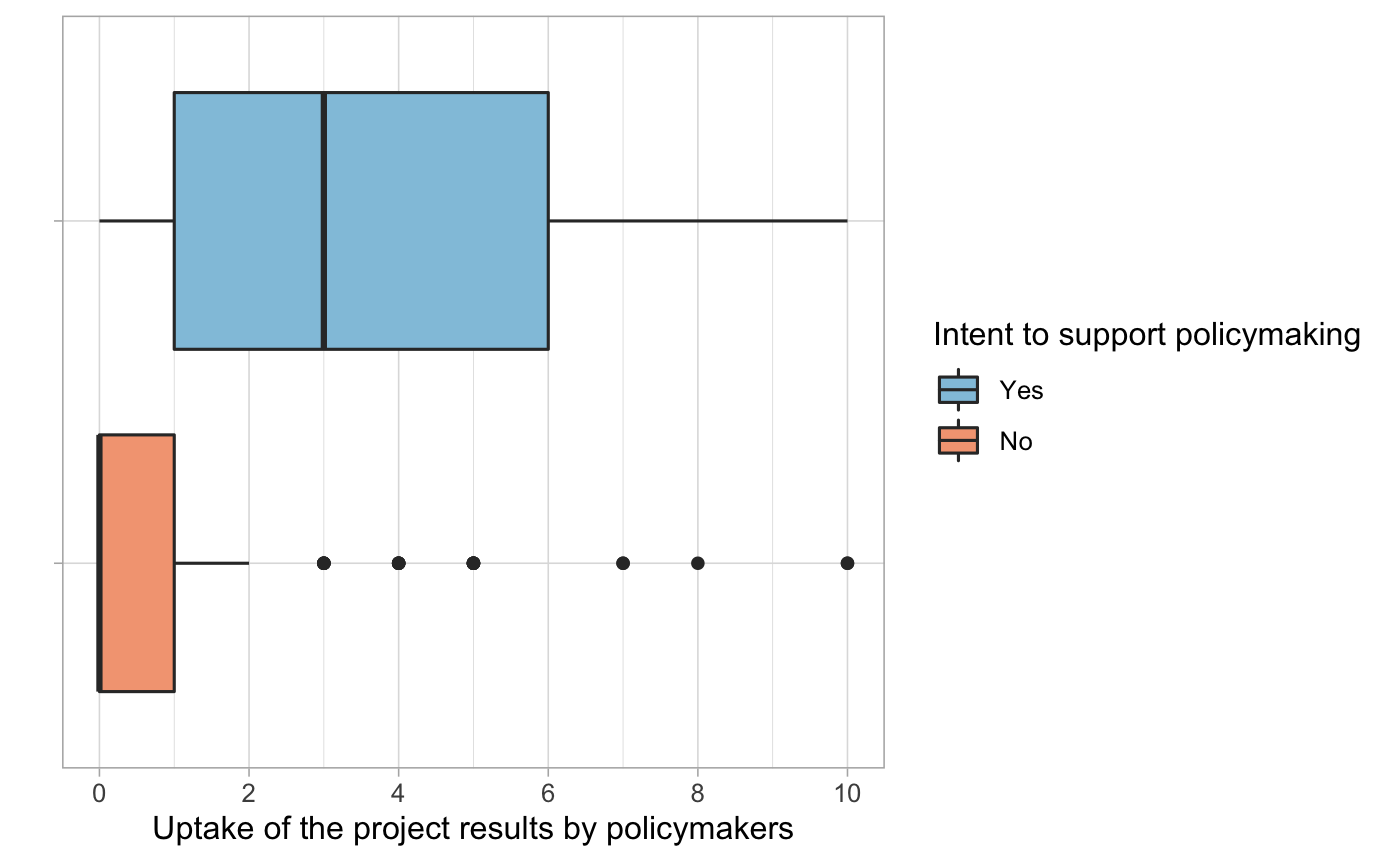 Intent to support policymaking
Yes
No
0 2 4 6 8 10
Uptake of the project results by policymakers